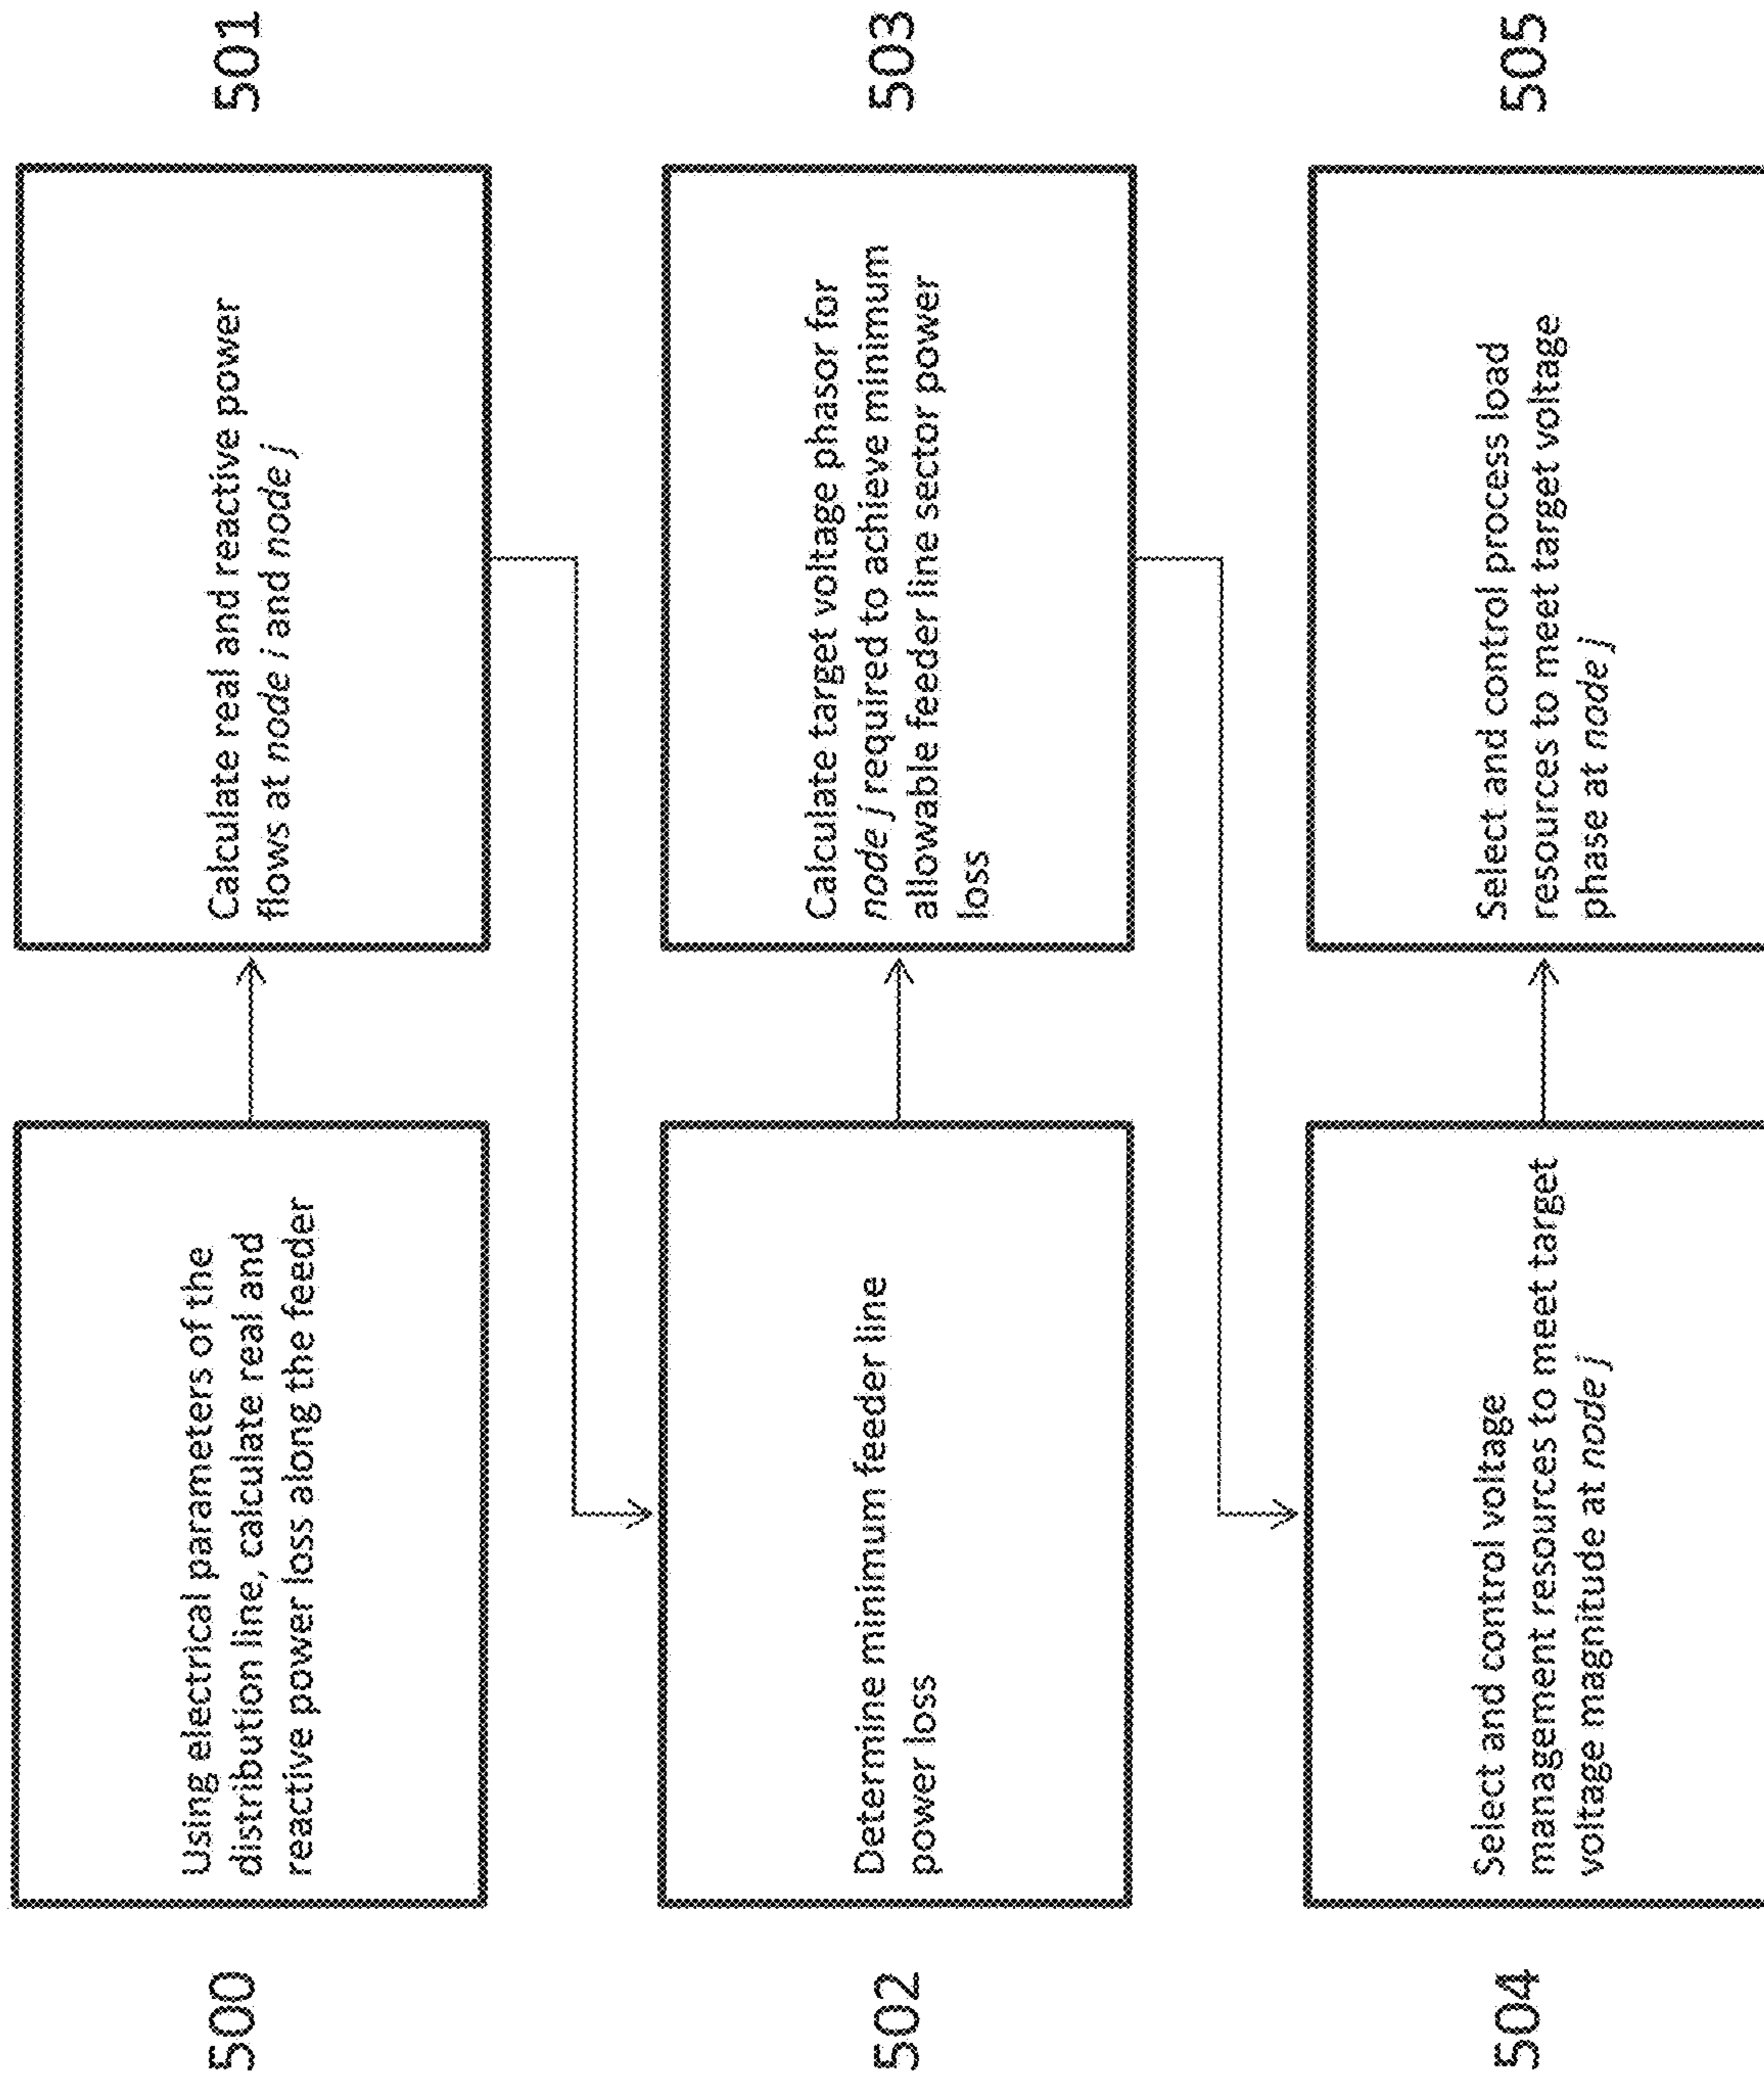 500
Using electrical parameters of the
distribution line, calculate real and
reactive power loss along the feeder
Calculate real and reactive power
flows at node i and node j
501
502
Determine minimum feeder line
power loss
Calculate target voltage phasor for
node j required to achieve minimum
allowable feeder line sector power
loss
503
504
Select and control voltage
management resources to meet target
voltage magnitude at node j
Select and control process load
resources to meet target voltage
phase at node j
505